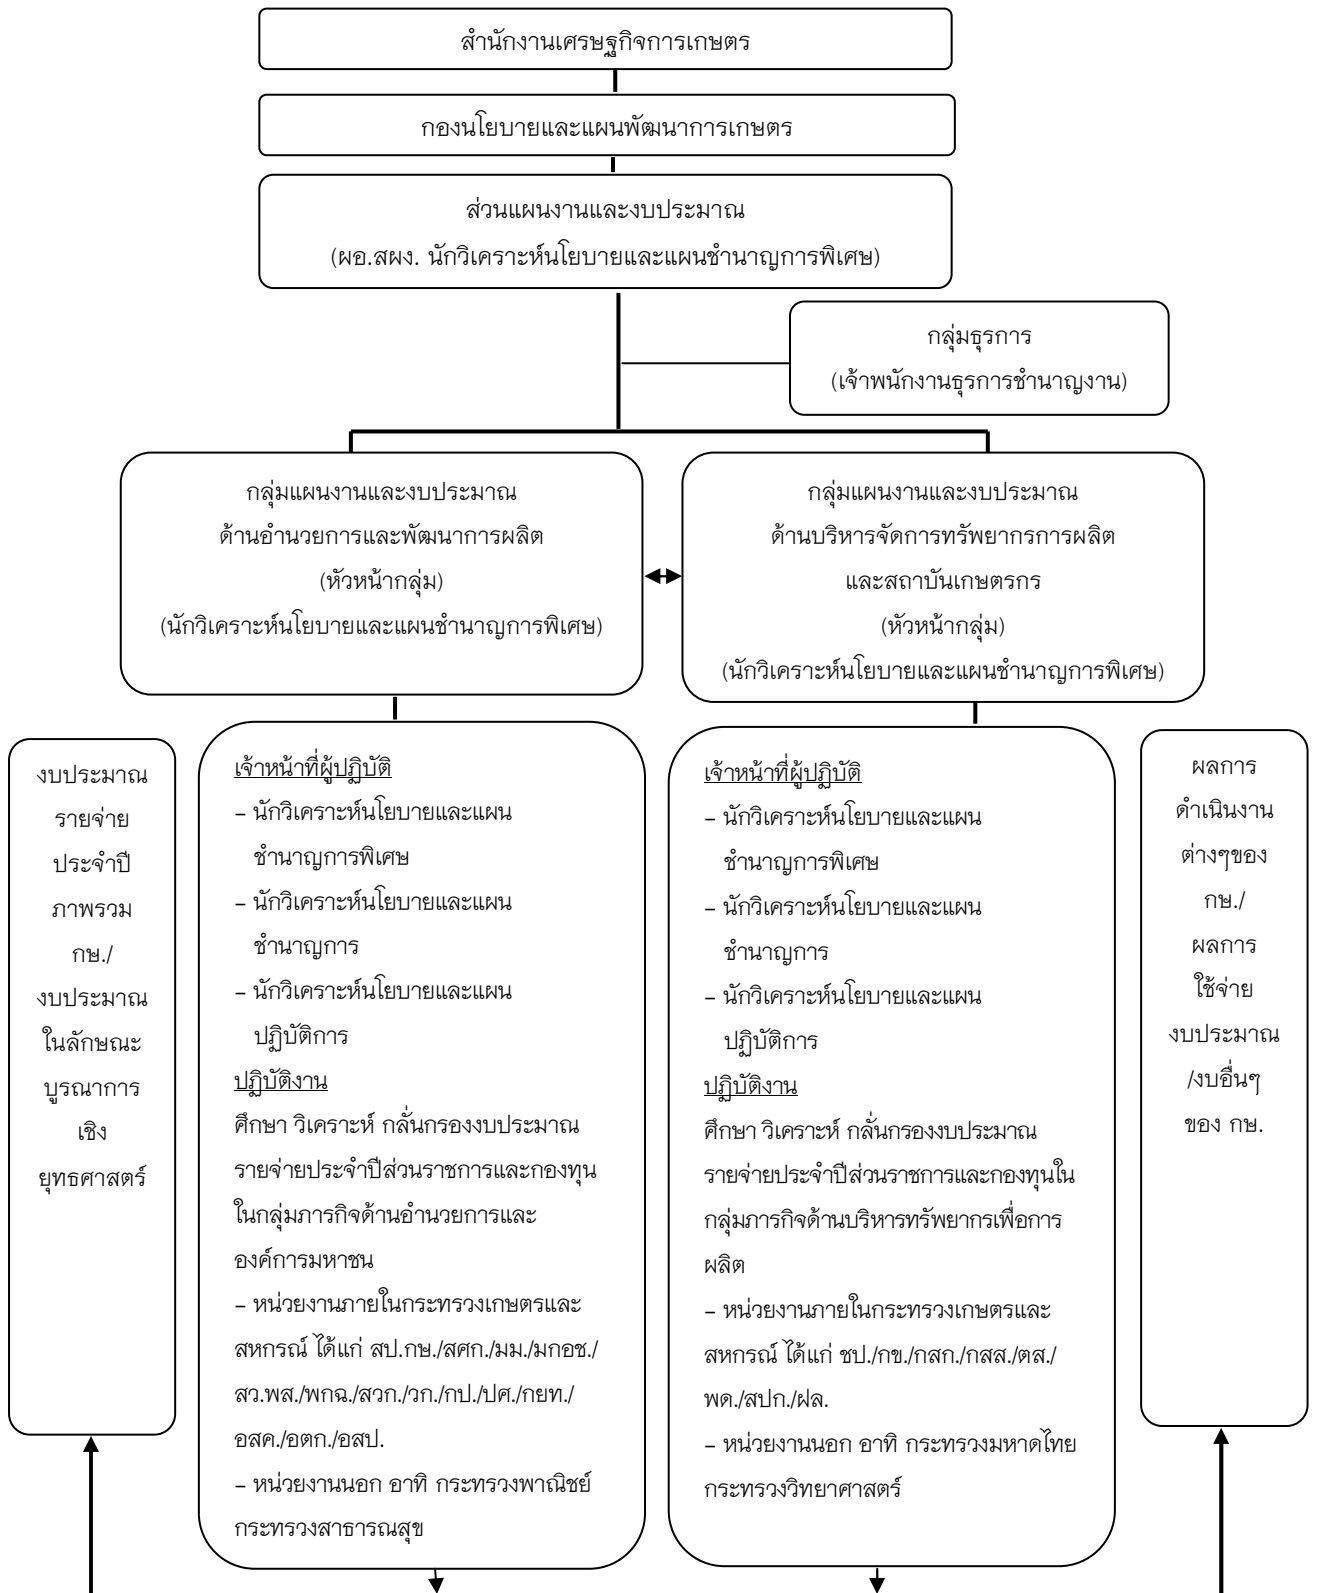 สำนักงานเศรษฐกิจการเกษตร
กองนโยบายและแผนพัฒนาการเกษตร
ส่วนแผนงานและงบประมาณ
(ผอ.สผง. นักวิเคราะห์นโยบายและแผนชำนาญการพิเศษ)
กลุ่มธุรการ
(เจ้าพนักงานธุรการชำนาญงาน)
กลุ่มแผนงานและงบประมาณ
ด้านอำนวยการและพัฒนาการผลิต
(หัวหน้ากลุ่ม)
(นักวิเคราะห์นโยบายและแผนชำนาญการพิเศษ)
กลุ่มแผนงานและงบประมาณ
ด้านบริหารจัดการทรัพยากรการผลิต
และสถาบันเกษตรกร
(หัวหน้ากลุ่ม)
(นักวิเคราะห์นโยบายและแผนชำนาญการพิเศษ)
งบประมาณ
รายจ่าย
ประจำปี
ภาพรวม
กษ./
งบประมาณ
ในลักษณะ
บูรณาการ
เชิง
ยุทธศาสตร์
เจ้าหน้าที่ผู้ปฏิบัติ
– นักวิเคราะห์นโยบายและแผน
ชำนาญการพิเศษ
– นักวิเคราะห์นโยบายและแผน
ชำนาญการ
– นักวิเคราะห์นโยบายและแผน
ปฏิบัติการ
ปฏิบัติงาน
ศึกษา วิเคราะห์ กลั่นกรองงบประมาณ
รายจ่ายประจำปีส่วนราชการและกองทุน
ในกลุ่มภารกิจด้านอำนวยการและ
องค์การมหาชน
– หน่วยงานภายในกระทรวงเกษตรและ
สหกรณ์ ได้แก่ สป.กษ./สศก./มม./มกอช./
สว.พส./พกฉ./สวก./วก./กป./ปศ./กยท./
อสค./อตก./อสป.
– หน่วยงานนอก อาทิ กระทรวงพาณิชย์
กระทรวงสาธารณสุข
เจ้าหน้าที่ผู้ปฏิบัติ
– นักวิเคราะห์นโยบายและแผน
ชำนาญการพิเศษ
– นักวิเคราะห์นโยบายและแผน
ชำนาญการ
– นักวิเคราะห์นโยบายและแผน
ปฏิบัติการ
ปฏิบัติงาน
ศึกษา วิเคราะห์ กลั่นกรองงบประมาณ
รายจ่ายประจำปีส่วนราชการและกองทุนใน
กลุ่มภารกิจด้านบริหารทรัพยากรเพื่อการ
ผลิต
– หน่วยงานภายในกระทรวงเกษตรและ
สหกรณ์ ได้แก่ ชป./กข./กสก./กสส./ตส./
พด./สปก./ฝล.
– หน่วยงานนอก อาทิ กระทรวงมหาดไทย
กระทรวงวิทยาศาสตร์
ผลการ
ดำเนินงาน
ต่างๆของ
กษ./
ผลการ
ใช้จ่าย
งบประมาณ
/งบอื่นๆ
ของ กษ.